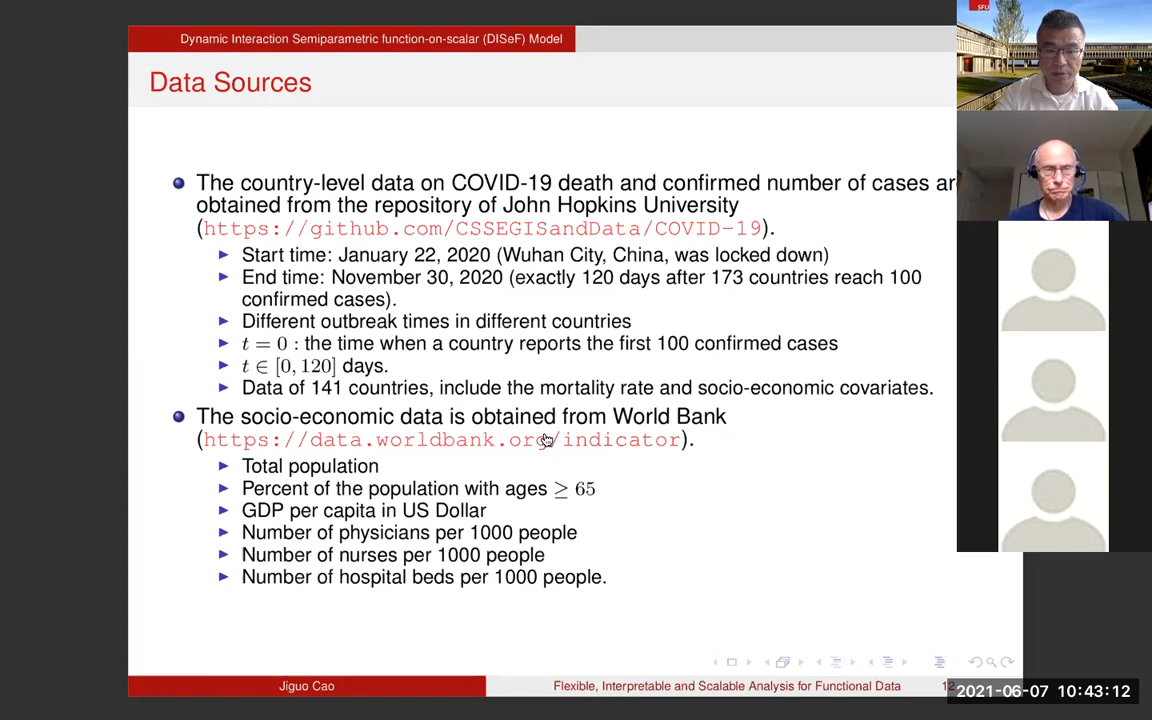 Dynamic Interaction Semiparametric function-on-scalar (DISeF) Model
SFU
Data Sources
The country-level data on COVID-19 death and confirmed number of cases ar
obtained from the repository of John Hopkins University
(https://github.com/CSSEGISandData/COVID-19).
Start time: January 22, 2020 (Wuhan City, China, was locked down)
End time: November 30, 2020 (exactly 120 days after 173 countries reach 100
confirmed cases).
Different outbreak times in different countries
t = 0 : the time when a country reports the first 100 confirmed cases
t ∈ [0, 120] days.
Data of 141 countries, include the mortality rate and socio-economic covariates.
The socio-economic data is obtained from World Bank
(https://data.worldbank.org/indicator).
Total population
Percent of the population with ages ≥ 65
GDP per capita in US Dollar
Number of physicians per 1000 people
Number of nurses per 1000 people
Number of hospital beds per 1000 people.
Jiguo Cao
Flexible, Interpretable and Scalable Analysis for Functional Data
2021-06-07 10:43:12